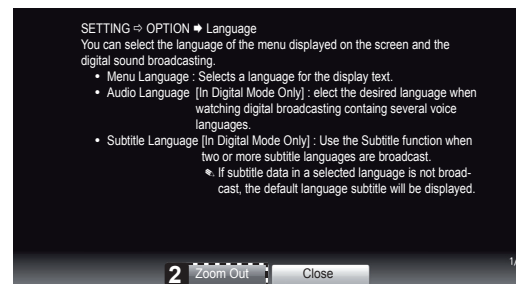 SETTING ⇨ OPTION ➡ Language
You can select the language of the menu displayed on the screen and the
digital sound broadcasting.
• Menu Language : Selects a language for the display text.
• Audio Language [In Digital Mode Only] : elect the desired language when
watching digital broadcasting containg several voice
languages.
• Subtitle Language [In Digital Mode Only] : Use the Subtitle function when
two or more subtitle languages are broadcast.
✎ If subtitle data in a selected language is not broad-
cast, the default language subtitle will be displayed.
1/
2 Zoom Out Close